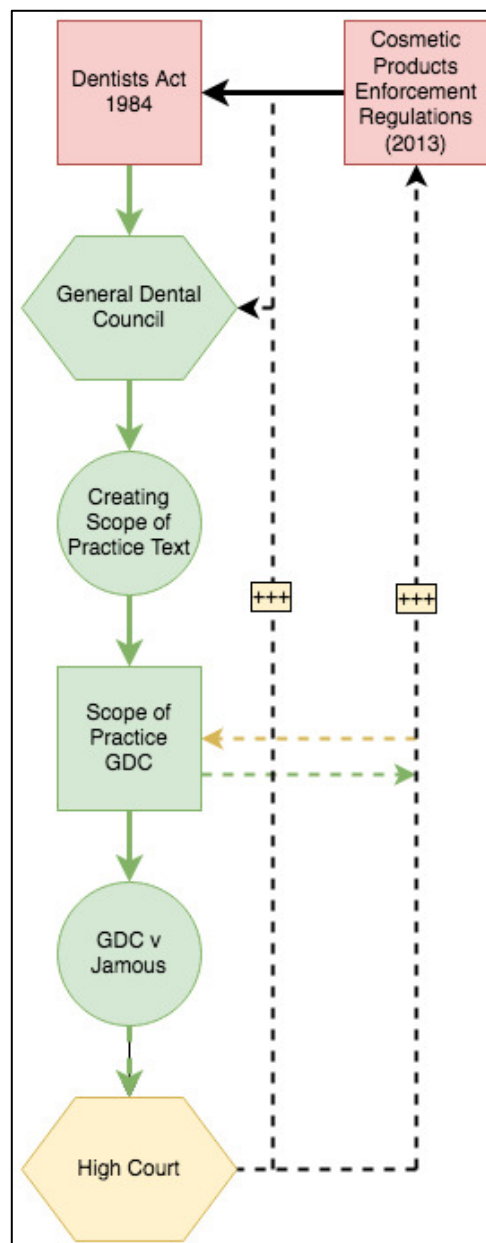 Dentists Act
1984
Cosmetic
Products
Enforcement
Regulations
(2013)
General Dental
Council
Creating
Scope of
Practice Text
+++
+++
Scope of
Practice
GDC
GDC v
Jamous
High Court